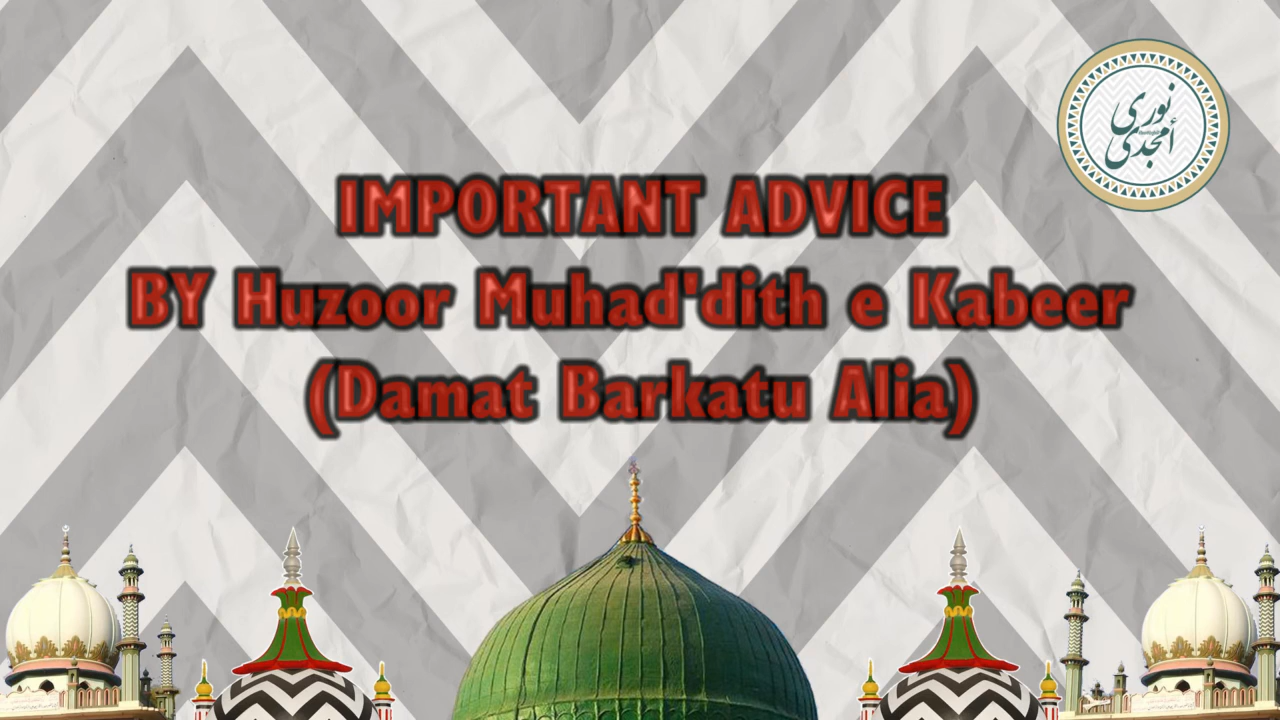 نوری
أمجدی
IMPORTANT ADVICE
BY Huzoor Muhad'dith e Kabeer
(Damat Barkatu Alia)